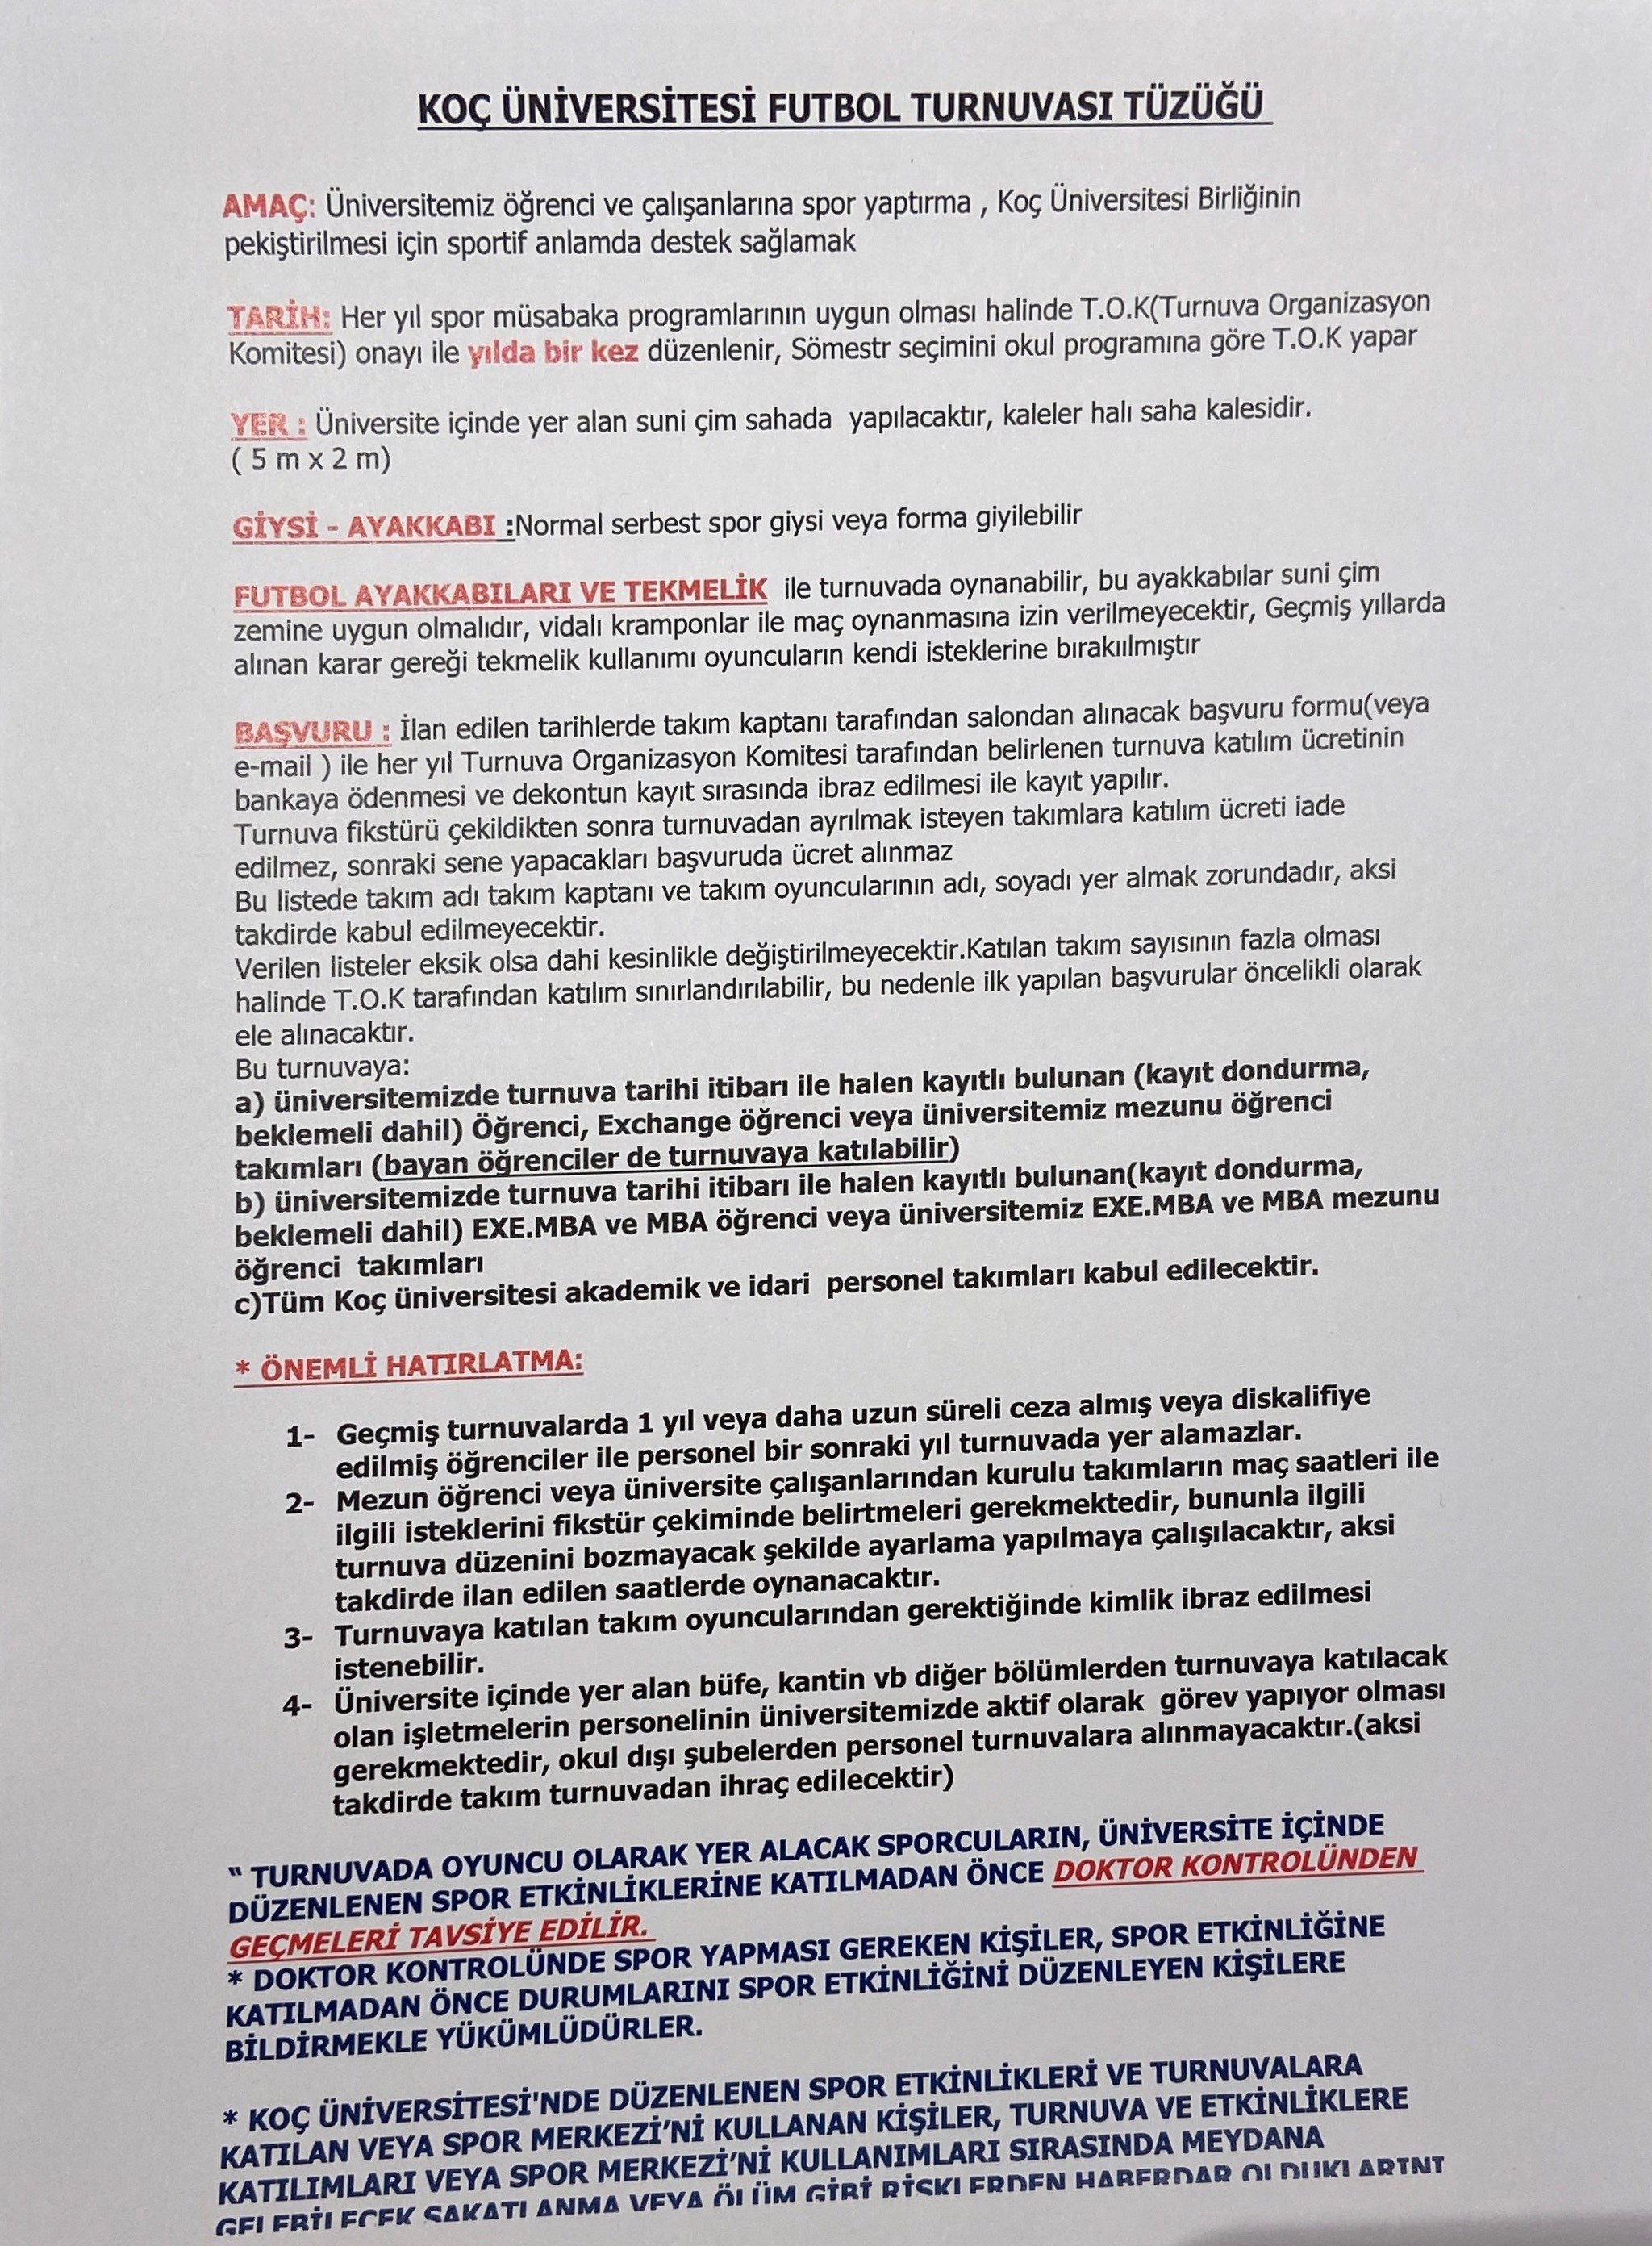 KOÇ ÜNİVERSİTESİ FUTBOL TURNUVASI TÜZÜĞÜ
AMAÇ: Üniversitemiz öğrenci ve çalışanlarına spor yaptırma , Koç Üniversitesi Birliğinin
pekiştirilmesi için sportif anlamda destek sağlamak
TARİH: Her yıl spor müsabaka programlarının uygun olması halinde T.O.K(Turnuva Organizasyon
Komitesi) onayı ile yılda bir kez düzenlenir, Sömestr seçimini okul programına göre T.O.K yapar
YER : Üniversite içinde yer alan suni çim sahada yapılacaktır, kaleler halı saha kalesidir.
( 5 m x 2 m)
GİYSİ - AYAKKABI :Normal serbest spor giysi veya forma giyilebilir
FUTBOL AYAKKABILARI VE TEKMELİK ile turnuvada oynanabilir, bu ayakkabılar suni çim
zemine uygun olmalıdır, vidalı kramponlar ile maç oynanmasına izin verilmeyecektir, Geçmiş yıllarda
alınan karar gereği tekmelik kullanımı oyuncuların kendi isteklerine bırakıılmıştır
BAŞVURU : İlan edilen tarihlerde takım kaptanı tarafından salondan alınacak başvuru formu(veya
e-mail ) ile her yıl Turnuva Organizasyon Komitesi tarafından belirlenen turnuva katılım ücretinin
bankaya ödenmesi ve dekontun kayıt sırasında ibraz edilmesi ile kayıt yapılır.
Turnuva fikstürü çekildikten sonra turnuvadan ayrılmak isteyen takımlara katılım ücreti iade
edilmez, sonraki sene yapacakları başvuruda ücret alınmaz
Bu listede takım adı takım kaptanı ve takım oyuncularının adı, soyadı yer almak zorundadır, aksi
takdirde kabul edilmeyecektir.
Verilen listeler eksik olsa dahi kesinlikle değiştirilmeyecektir.Katılan takım sayısının fazla olması
halinde T.O.K tarafından katılım sınırlandırılabilir, bu nedenle ilk yapılan başvurular öncelikli olarak
ele alınacaktır.
Bu turnuvaya:
a) üniversitemizde turnuva tarihi itibarı ile halen kayıtlı bulunan (kayıt dondurma,
beklemeli dahil) Öğrenci, Exchange öğrenci veya üniversitemiz mezunu öğrenci
takımları (bayan öğrenciler de turnuvaya katılabilir)
b) üniversitemizde turnuva tarihi itibarı ile halen kayıtlı bulunan(kayıt dondurma,
beklemeli dahil) EXE.MBA ve MBA öğrenci veya üniversitemiz EXE.MBA ve MBA mezunu
öğrenci takımları
c)Tüm Koç üniversitesi akademik ve idari personel takımları kabul edilecektir.
* ÖNEMLİ HATIRLATMA:
1- Geçmiş turnuvalarda 1 yıl veya daha uzun süreli ceza almış veya diskalifiye
edilmiş öğrenciler ile personel bir sonraki yıl turnuvada yer alamazlar.
2- Mezun öğrenci veya üniversite çalışanlarından kurulu takımların maç saatleri ile
ilgili isteklerini fikstür çekiminde belirtmeleri gerekmektedir, bununla ilgili
turnuva düzenini bozmayacak şekilde ayarlama yapılmaya çalışılacaktır, aksi
takdirde ilan edilen saatlerde oynanacaktır.
3- Turnuvaya katılan takım oyuncularından gerektiğinde kimlik ibraz edilmesi
istenebilir.
4- Üniversite içinde yer alan büfe, kantin vb diğer bölümlerden turnuvaya katılacak
olan işletmelerin personelinin üniversitemizde aktif olarak görev yapıyor olması
gerekmektedir, okul dışı şubelerden personel turnuvalara alınmayacaktır.(aksi
takdirde takım turnuvadan ihraç edilecektir)
" TURNUVADA OYUNCU OLARAK YER ALACAK SPORCULARIN, ÜNİVERSİTE İÇİNDE
DÜZENLENEN SPOR ETKİNLİKLERİNE KATILMADAN ÖNCE DOKTOR KONTROLÜNDEN
GEÇMELERİ TAVSİYE EDİLİR.
* DOKTOR KONTROLÜNDE SPOR YAPMASI GEREKEN KİŞİLER, SPOR ETKİNLİĞİNE
KATILMADAN ÖNCE DURUMLARINI SPOR ETKİNLİĞİNİ DÜZENLEYEN KİŞİLERE
BİLDİRMEKLE YÜKÜMLÜDÜRLER.
* KOÇ ÜNİVERSİTESİ'NDE DÜZENLENEN SPOR ETKİNLİKLERİ VE TURNUVALARA
KATILAN VEYA SPOR MERKEZİ'Nİ KULLANAN KİŞİLER, TURNUVA VE ETKİNLİKLERE
KATILIMLARI VEYA SPOR MERKEZİ'Nİ KULLANIMLARI SIRASINDA MEYDANA
GELEBİLECEK SAKATLANMA VEYA ÖLÜM GİBİ RİSKLERDEN HABERDAR OLDUKLARINI